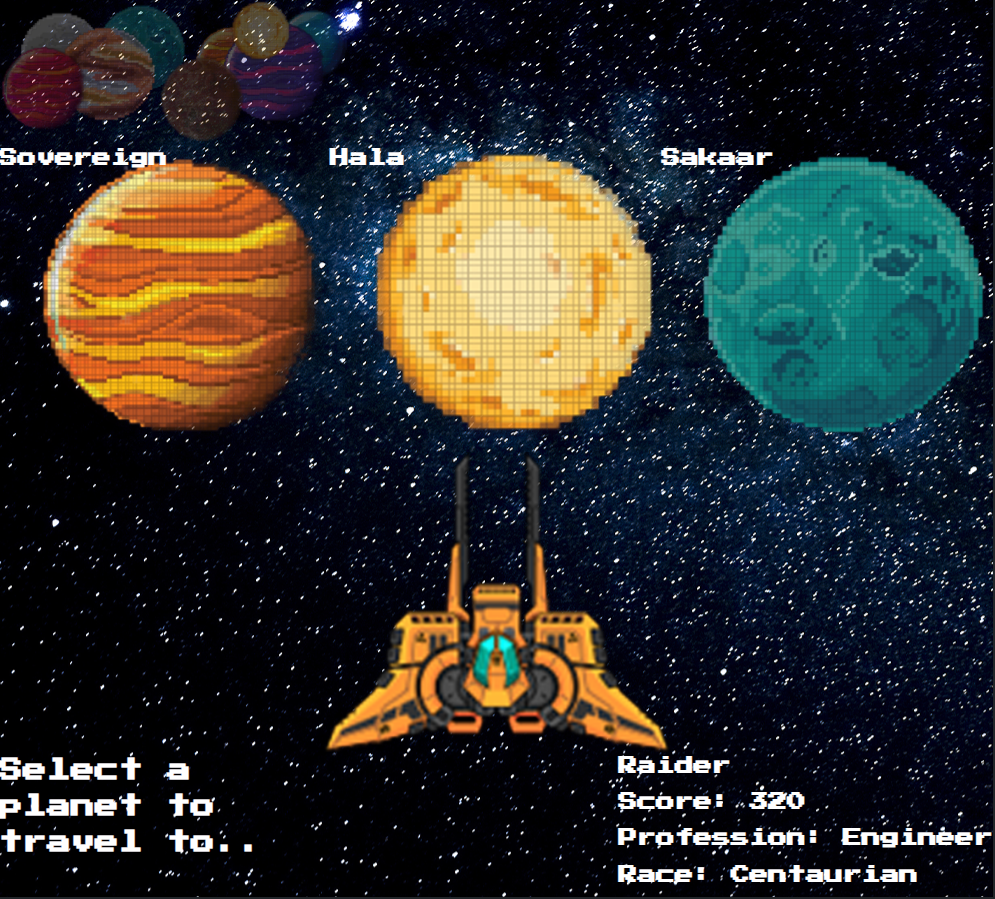 Sovereign
Hala
Sakaar
Select a
planet to
travel to..
Raider
Score: 320
Profession: Engineer
Race: Centaurian